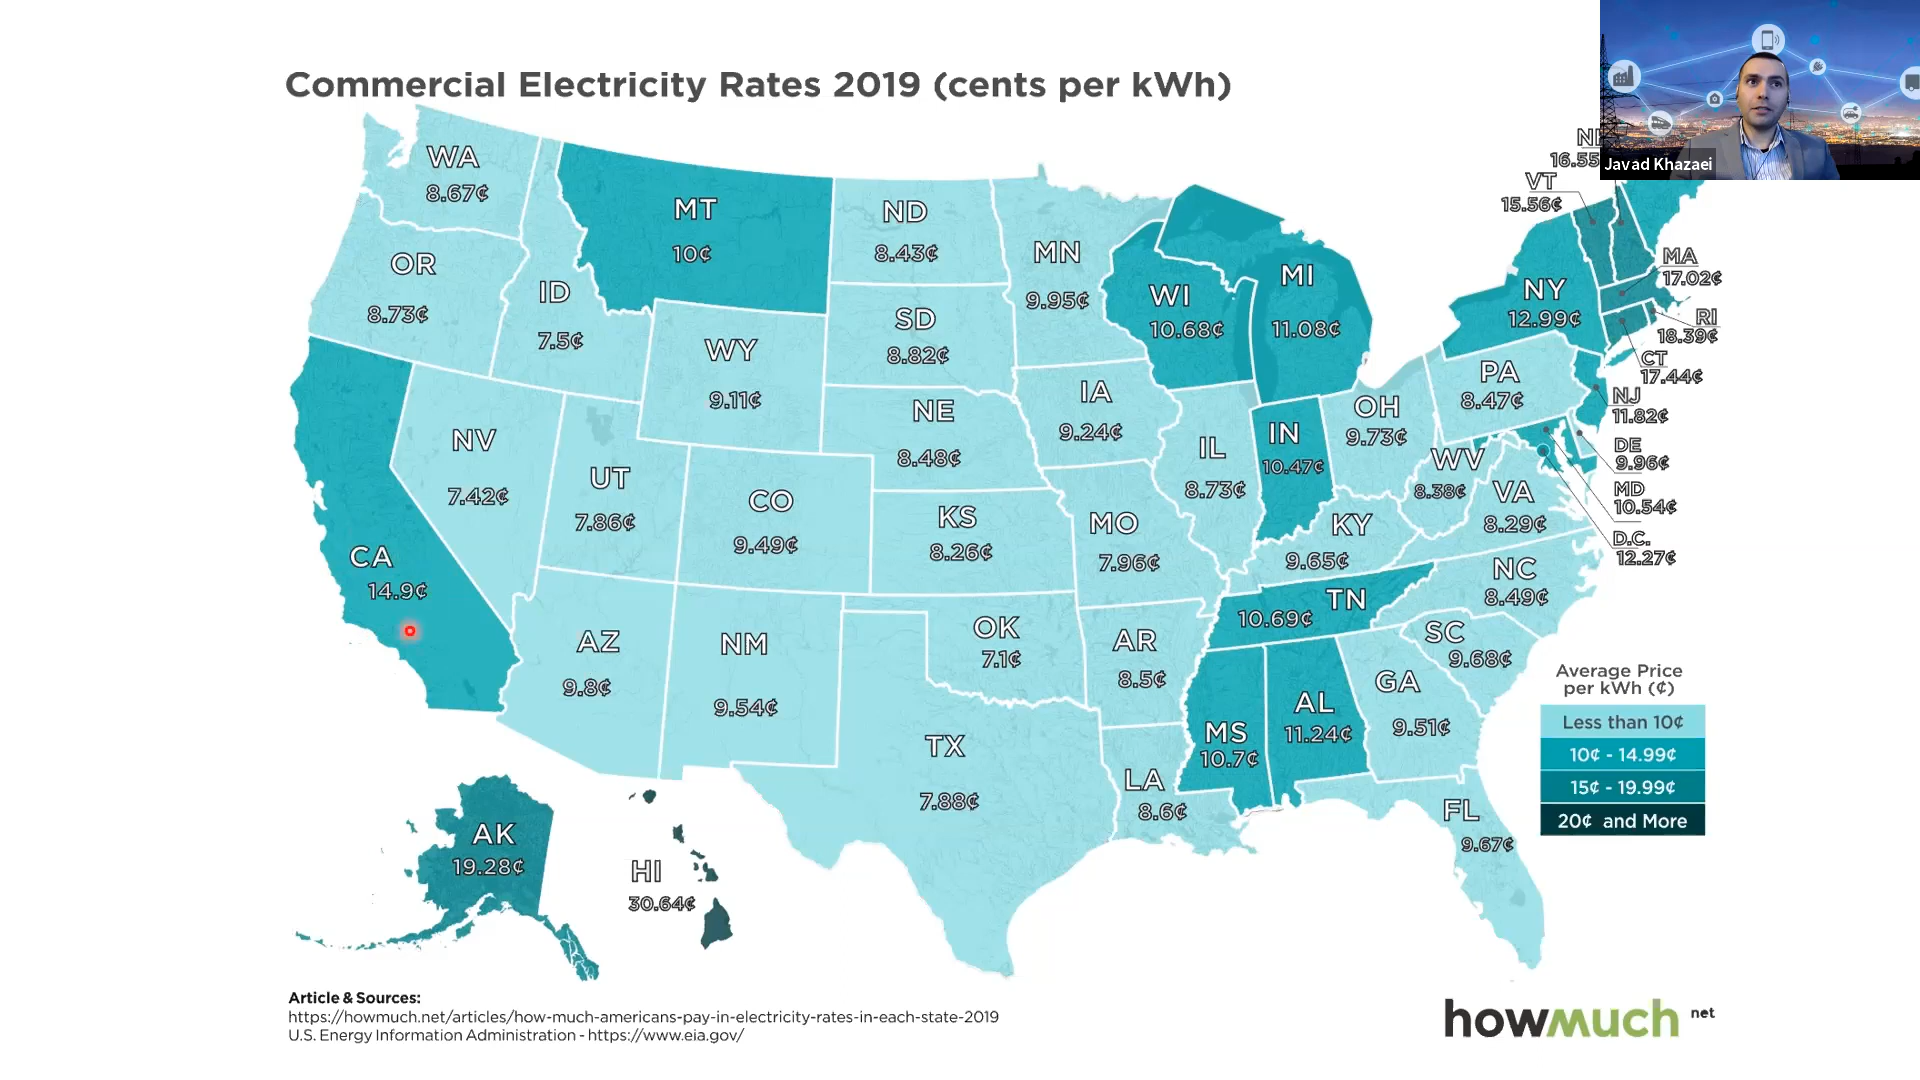 Commercial Electricity Rates 2019 (cents per kWh)
Javad Khazaei
WA
8.67¢
MT
10¢
ND
8.43¢
MN
9.95¢
OR
8.73¢
ID
7.5¢
SD
8.82¢
WI
10.68¢
MI
11.08¢
16.55
VT
15.56¢
MA
17.02¢
NY
12.99¢
RI
18.39¢
CT
17.44¢
WY
9.11¢
NE
8.48¢
IA
9.24¢
PA
8.47¢
NJ
11.82¢
OH
9.73¢
IN
10.47¢
IL
8.73¢
NV
7.42¢
UT
7.86¢
CO
9.49¢
KS
8.26¢
MO
7.96¢
WV
8.38¢
VA
8.29¢
DE
9.96¢
MD
10.54¢
D.C.
12.27¢
KY
9.65¢
NC
8.49¢
CA
14.9¢
TN
10.69¢
AZ
9.8¢
NM
9.54¢
OK
7.1¢
AR
8.5¢
SC
9.68¢
GA
9.51¢
AL
11.24¢
MS
10.7¢
TX
7.88¢
LA
8.6¢
FL
9.67¢
AK
19.28¢
HI
30.64¢
Average Price
per kWh (¢)
Less than 10¢
10¢ - 14.99¢
15¢ - 19.99¢
20¢ and More
Article & Sources:
https://howmuch.net/articles/how-much-americans-pay-in-electricity-rates-in-each-state-2019
U.S. Energy Information Administration - https://www.eia.gov/
howmuch net